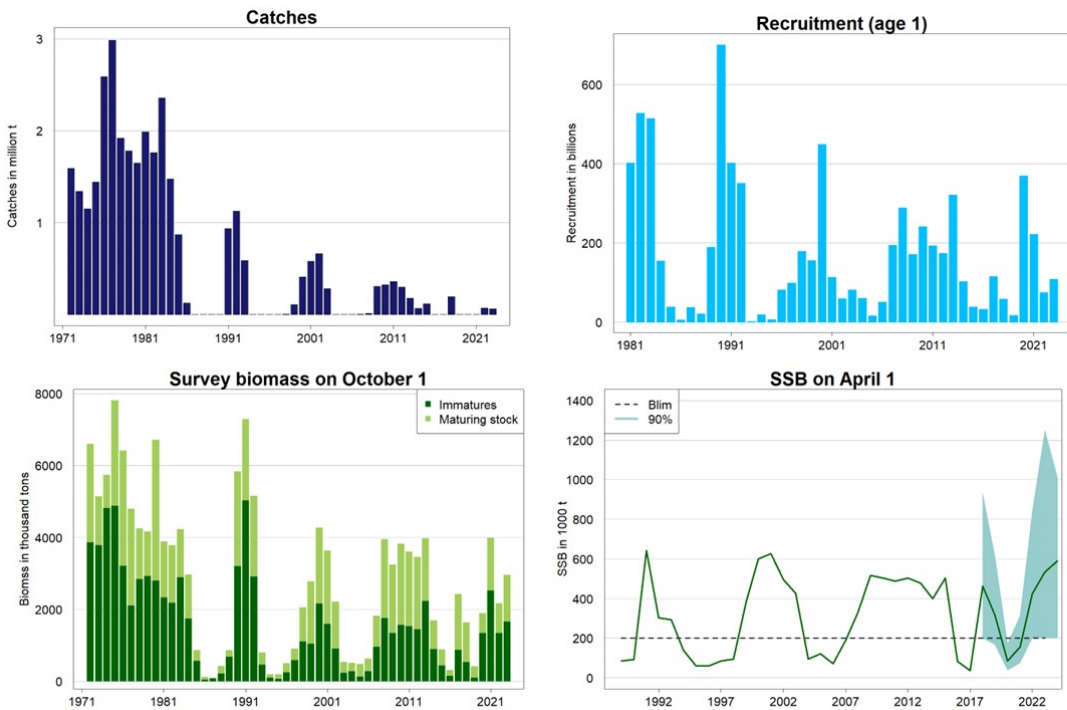 Catches
Catches in million t
3
2
1
1971 1981 1991 2001 2011 2021
Recruitment (age 1)
Recruitment in billions
600
400
200
0
1981 1991 2001 2011 2021
Survey biomass on October 1
Biomss in thousand tons
8000
6000
4000
2000
0
Immatures
Maturing stock
1971 1981 1991 2001 2011 2021
SSB on April 1
SSB in 1000 t
1400
1200
1000
800
600
400
200
0
Blim
90%
1992 1997 2002 2007 2012 2017 2022